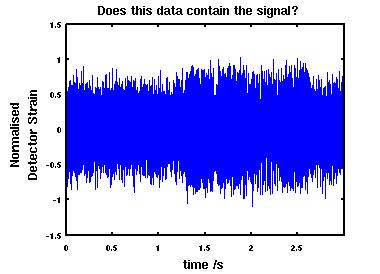 Does this data contain the signal?
1.5
1
0.5
0
-0.5
-1
-1.5
Normalised
Detector Strain
0 0.5 1 1.5 2 2.5
time /s